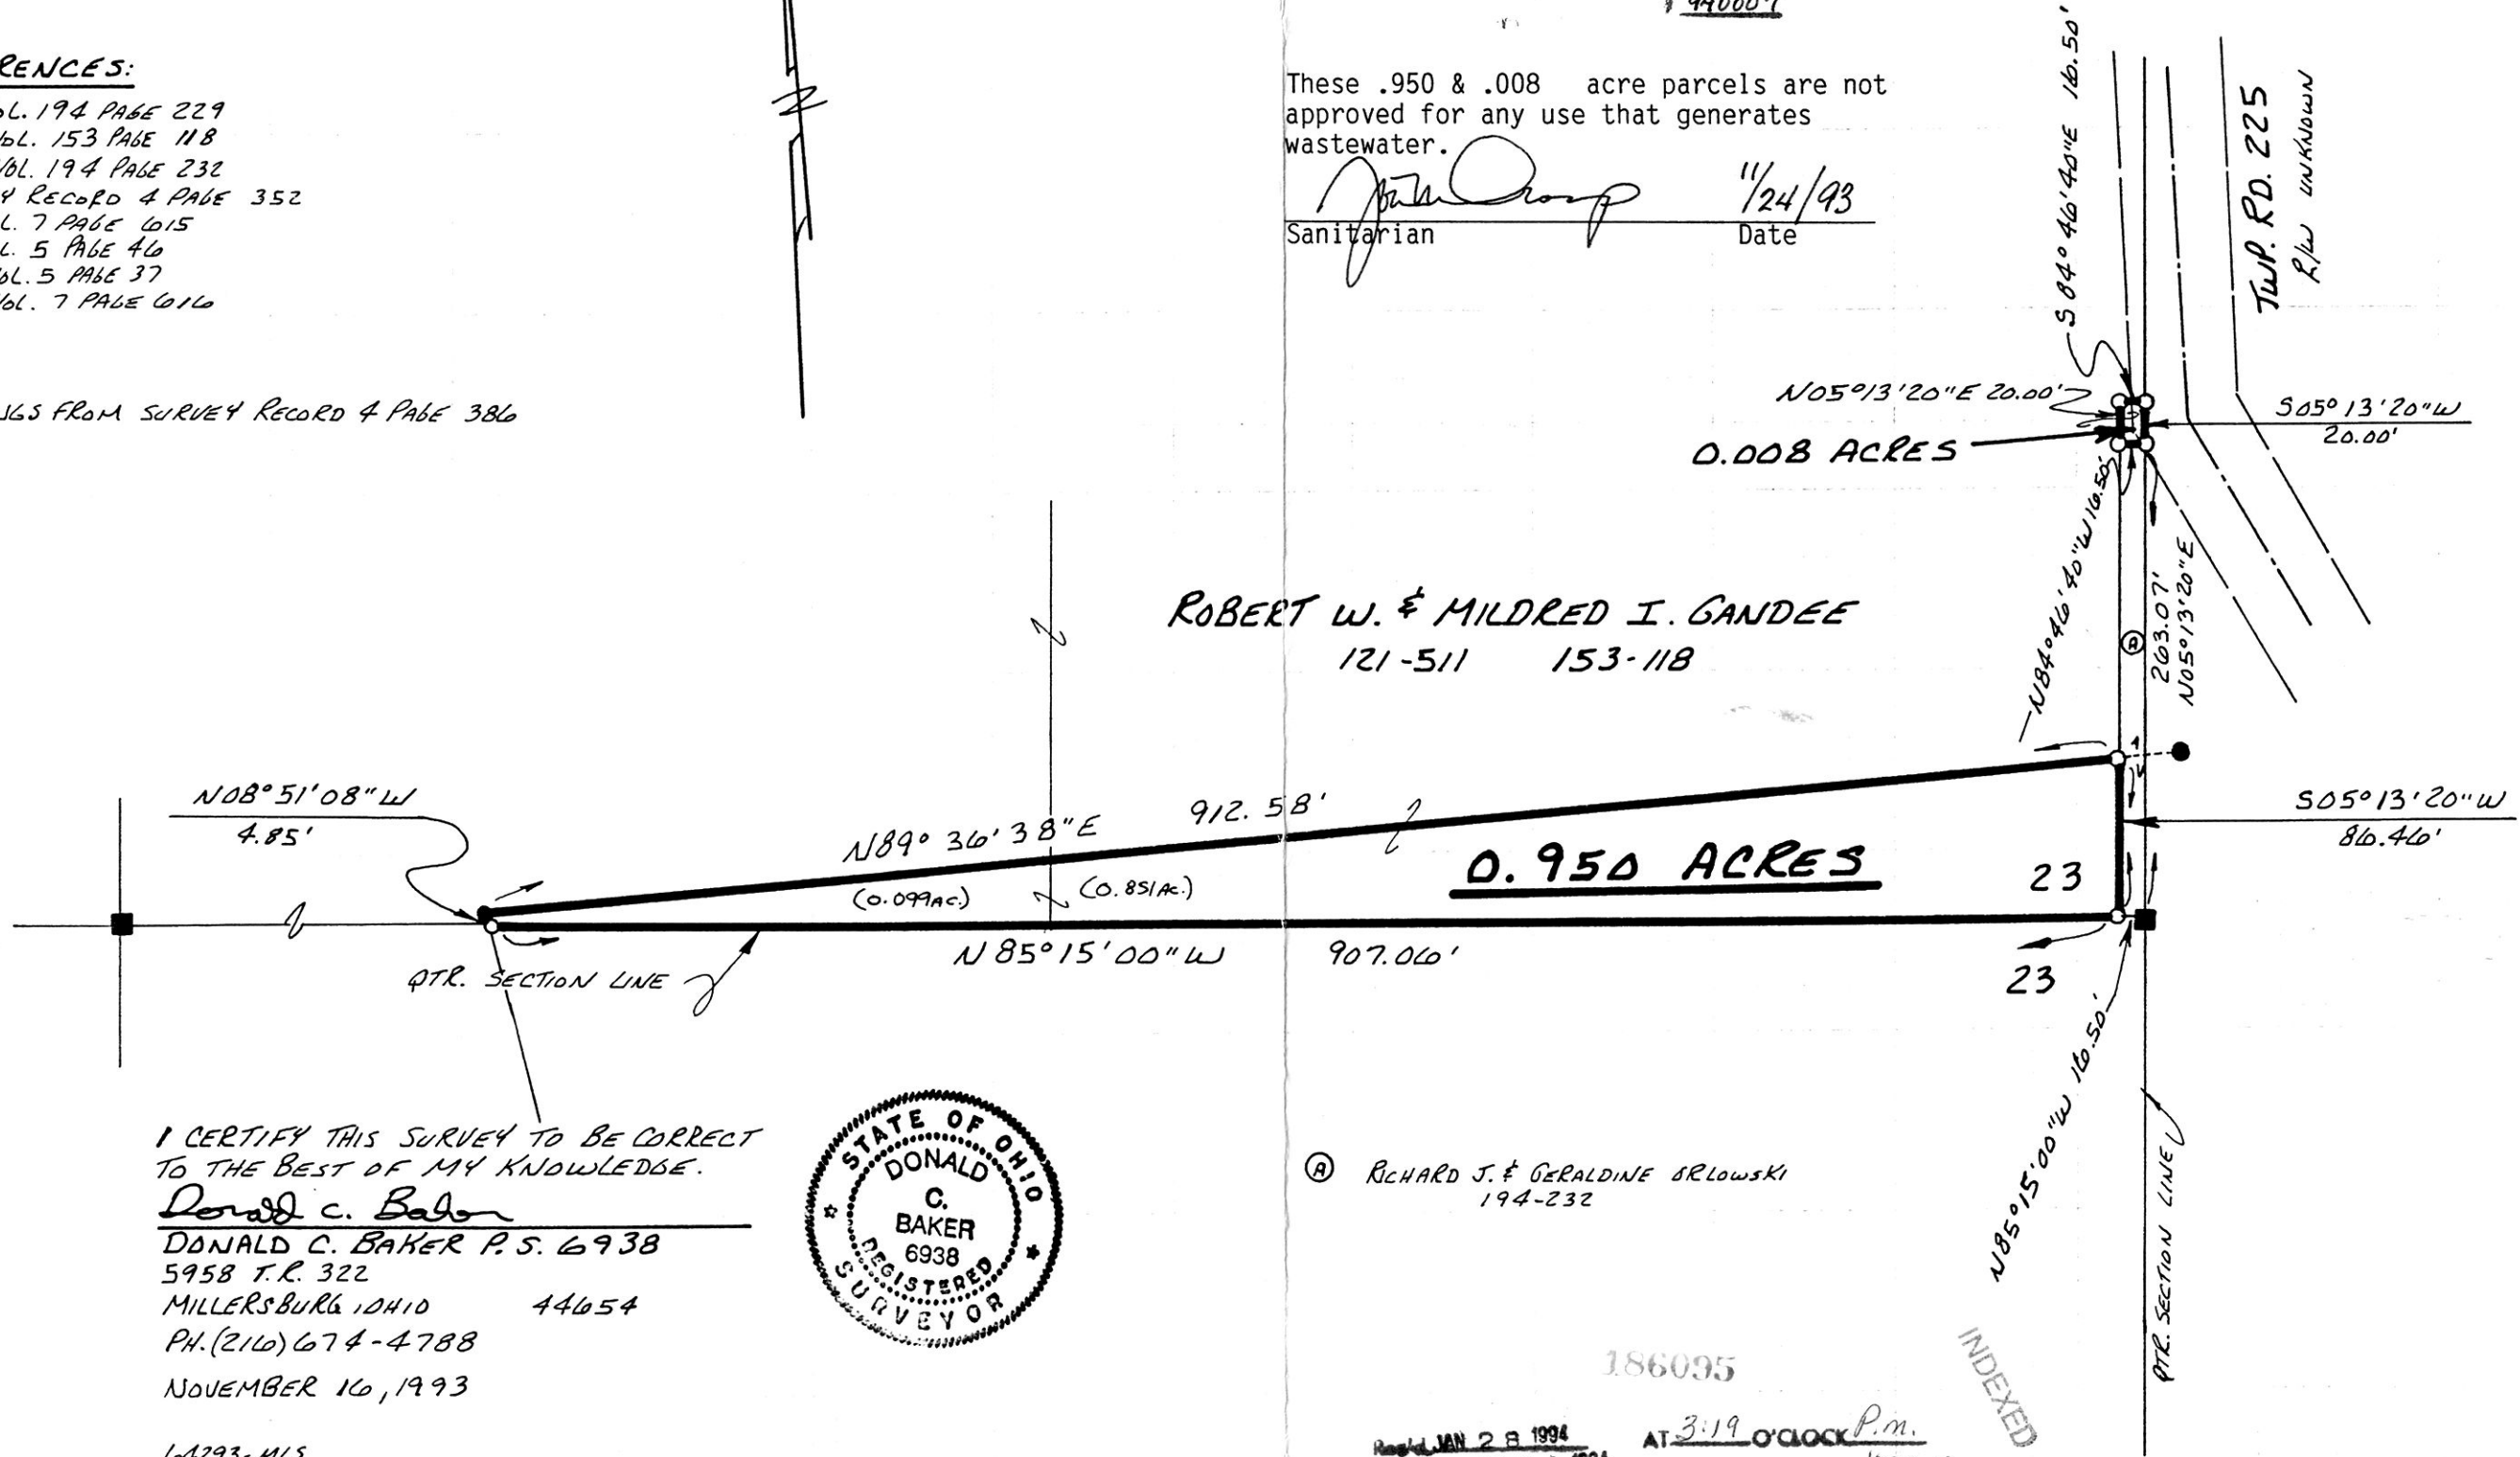 RENCES:
OL. 194 PAGE 229
VOL. 153 PAGE 118
VOL. 194 PAGE 232
Y RECORD 4 PAGE 352
L. 7 PAGE 615
L. 5 PAGE 46
OL. 5 PAGE 37
VOL. 7 PAGE 616
NGS FROM SURVEY RECORD 4 PAGE 386
940007
These .950 & .008 acre parcels are not
approved for any use that generates
wastewater.
11/24/93
Sanitarian Date
S 84° 46' 40"E 16.50'
TWP. RD. 225
R/W UNKNOWN
N05°13'20"E 20.00'
S05°13'20"W
20.00'
0.008 ACRES
N84°46'40"W 16.50'
A
263.07'
N05°13'20"E
ROBERT W. & MILDRED I. GANDEE
121-511 153-118
N08°51'08"W
4.85'
N89° 36' 38"E 912.58'
(0.099AC.) (0.851AC.)
0.950 ACRES
23
S05°13'20"W
86.46'
N 85°15'00"W 907.06'
QTR. SECTION LINE
23
N85°15'00"W 16.50'
QTR. SECTION LINE
I CERTIFY THIS SURVEY TO BE CORRECT
TO THE BEST OF MY KNOWLEDGE.
Donald C. Baker
DONALD C. BAKER P.S. 6938
5958 T.R. 322
MILLERSBURG, OHIO 44654
PH. (216) 674-4788
NOVEMBER 16, 1993
STATE OF OHIO
DONALD
C.
BAKER
6938
REGISTERED
SURVEYOR
A RICHARD J. & GERALDINE ORLOWSKI
194-232
186095
INDEXED
Rec'd JAN 28 1994 AT 3:19 O'CLOCK P.m.